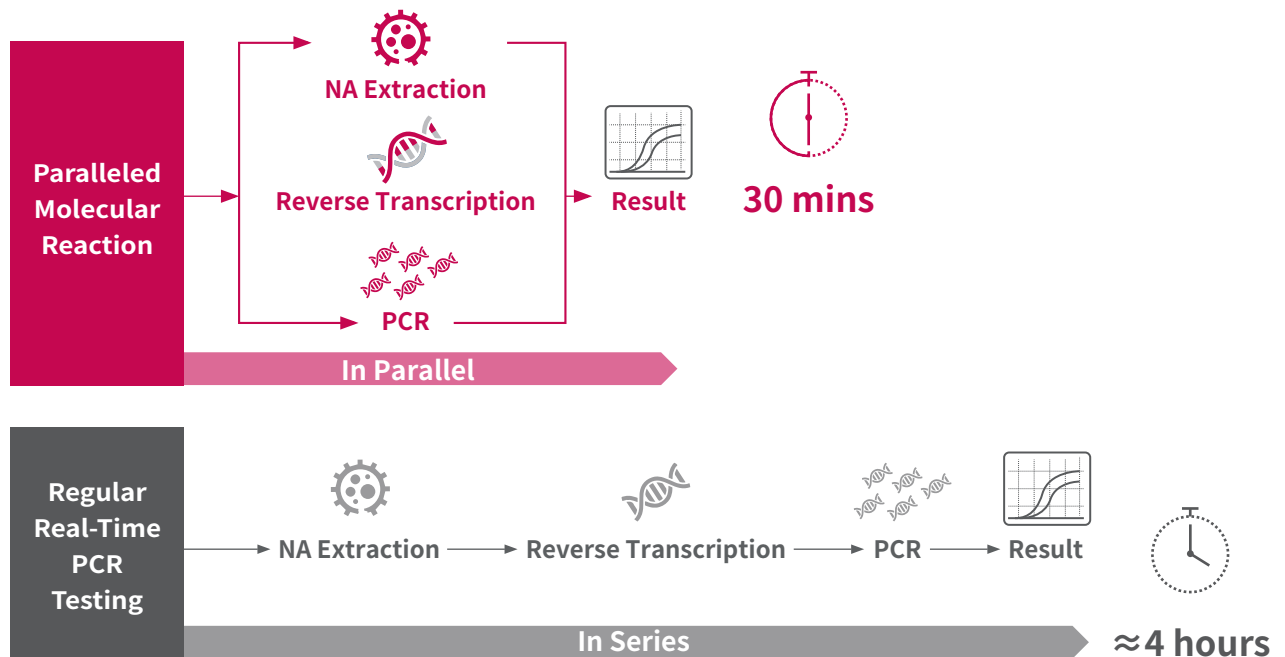 Paralleled
Molecular
Reaction
NA Extraction
Reverse Transcription
PCR
Result
30 mins
In Parallel
Regular
Real-Time
PCR
Testing
NA Extraction
Reverse Transcription
PCR
Result
In Series
≈4 hours